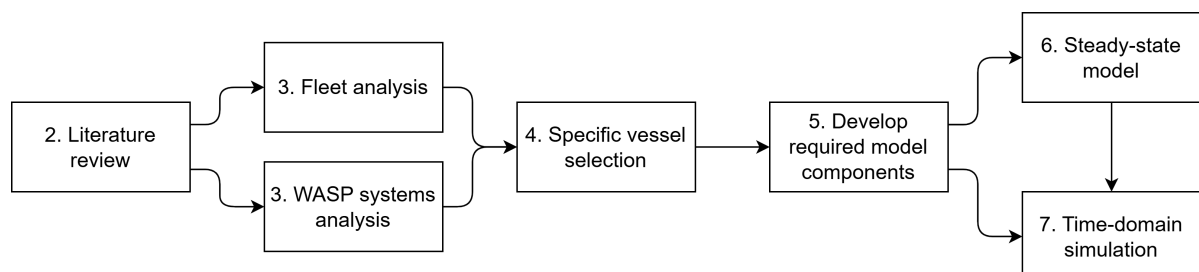 2. Literature
review
3. Fleet analysis
3. WASP systems
analysis
4. Specific vessel
selection
5. Develop
required model
components
6. Steady-state
model
7. Time-domain
simulation